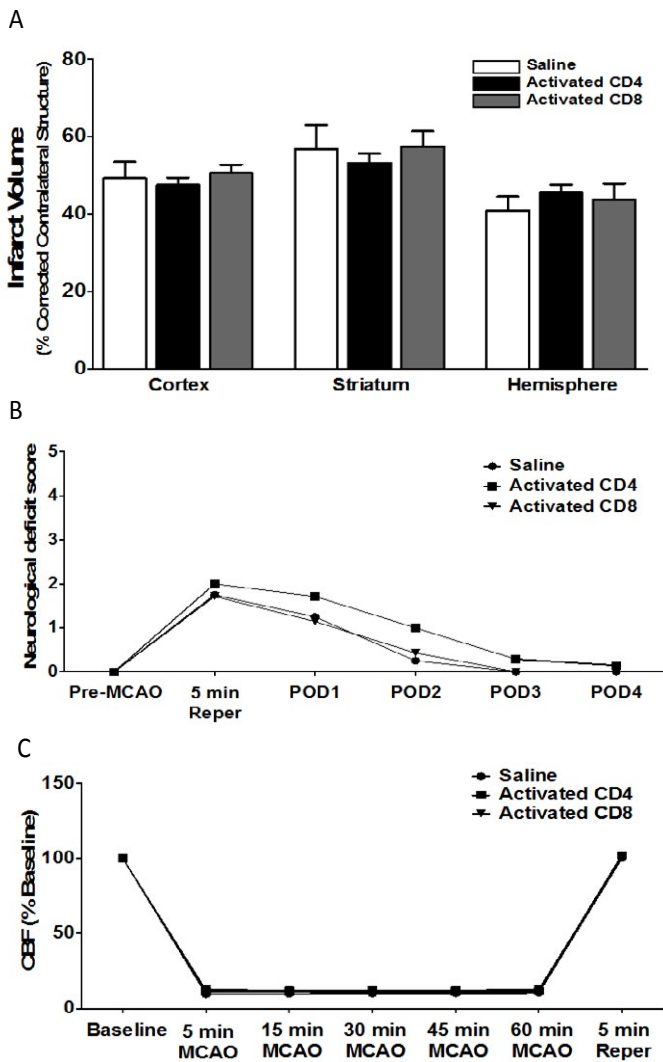 A
Infarct Volume
(% Corrected Contralateral Structure)
80
60
40
20
0
Saline
Activated CD4
Activated CD8
Cortex
Striatum
Hemisphere
B
Neurological deficit score
5
4
3
2
1
0
Saline
Activated CD4
Activated CD8
Pre-MCAO
5 min
Reper
POD1
POD2
POD3
POD4
C
CBF (% Baseline)
150
100
50
0
Saline
Activated CD4
Activated CD8
Baseline
5 min
MCAO
15 min
MCAO
30 min
MCAO
45 min
MCAO
60 min
MCAO
5 min
Reper